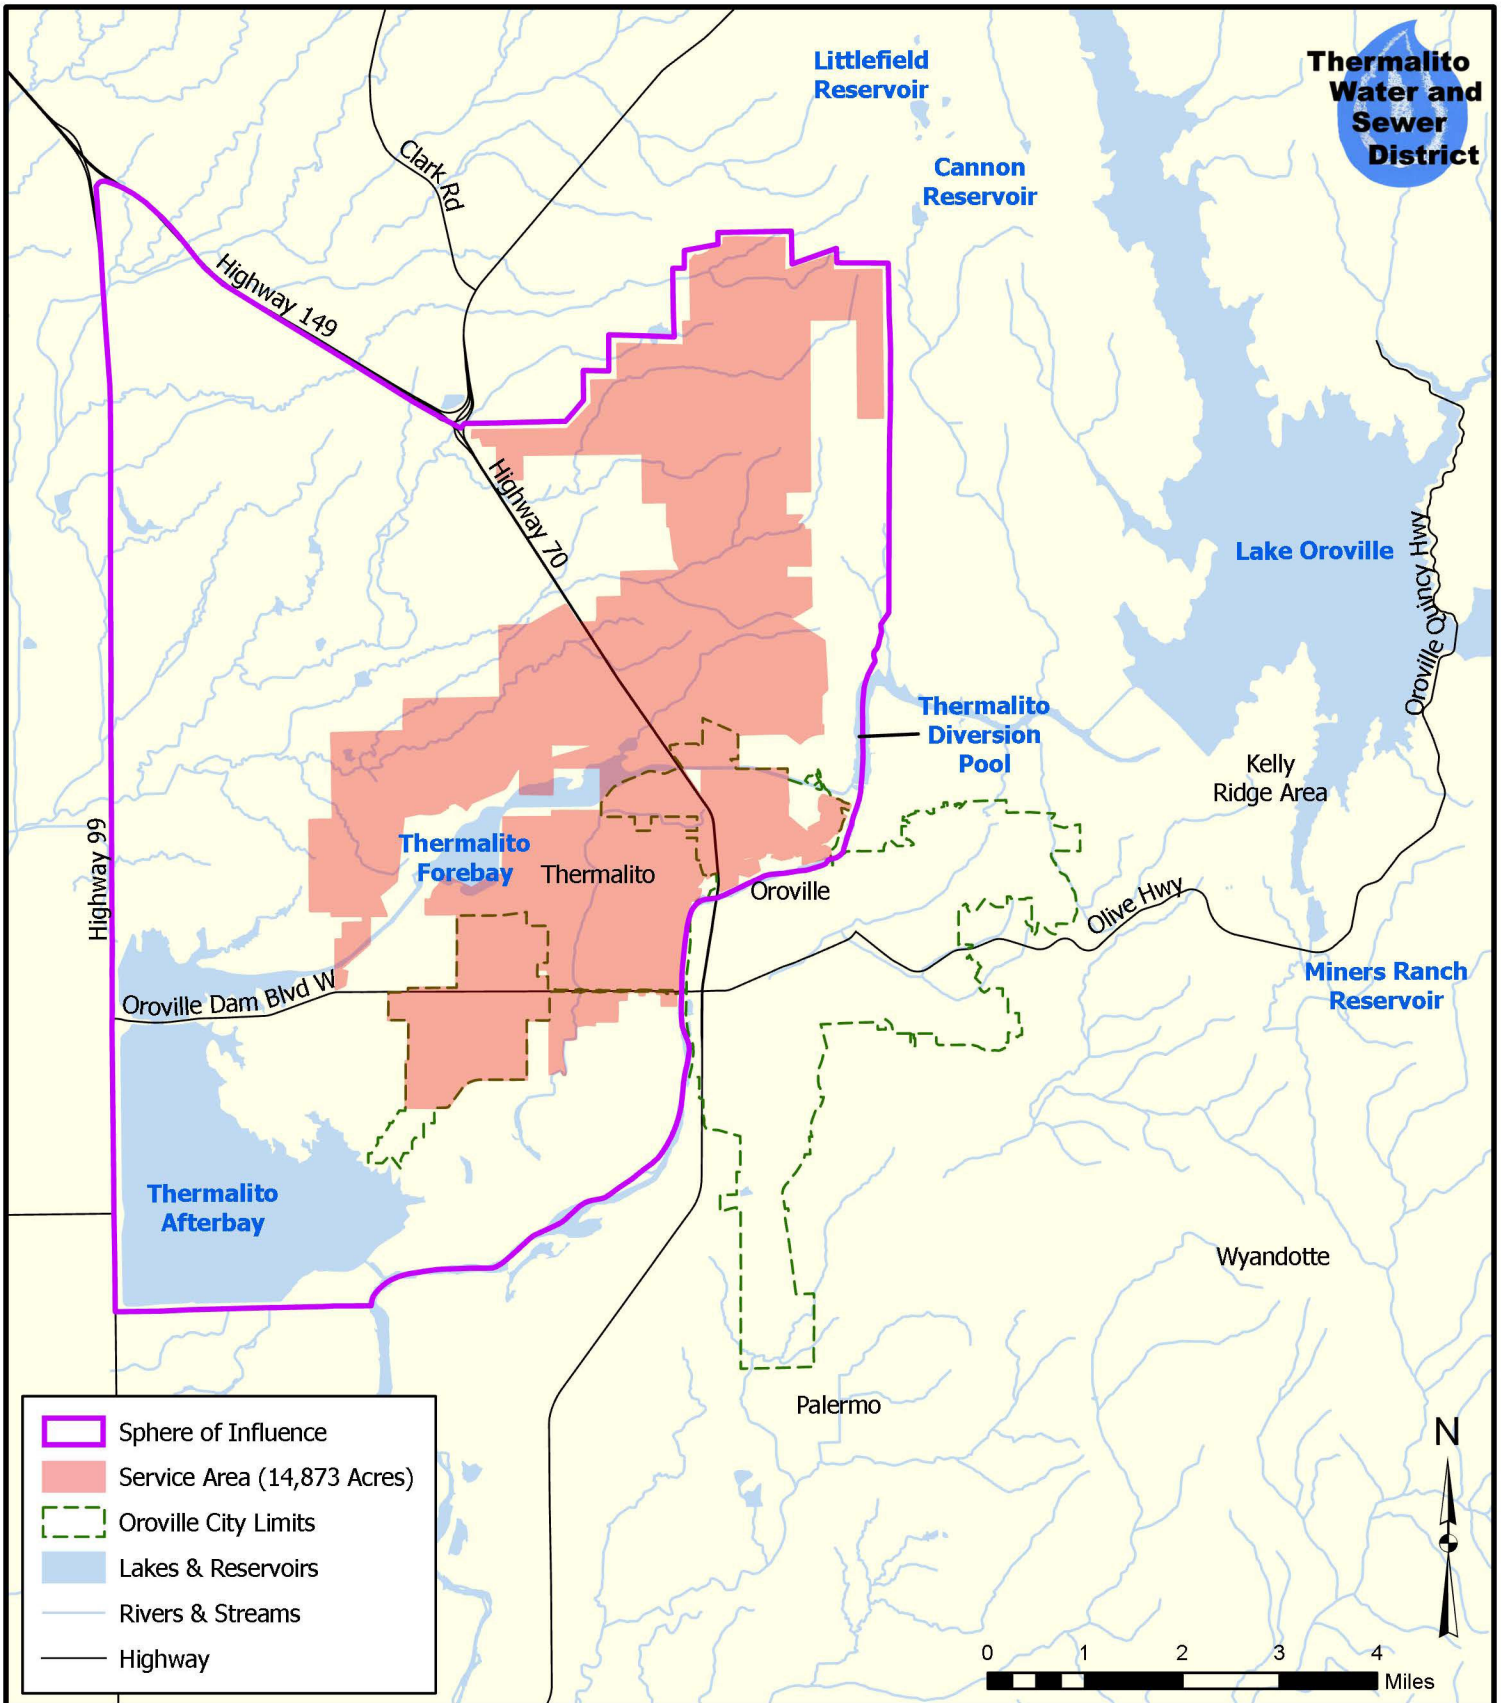 Littlefield
Reservoir
Thermalito
Water and
Sewer
District
Clark Rd
Cannon
Reservoir
Highway 149
Highway 70
Lake Oroville
Oroville Quincy Hwy
Oroville Quincy Hwy
Thermalito
Diversion
Pool
Kelly
Ridge Area
Highway 99
Thermalito
Forebay
Thermalito
Oroville
Olive Hwy
Miners Ranch
Reservoir
Oroville Dam Blvd W
Thermalito
Afterbay
Wyandotte
Palermo
Sphere of Influence
Service Area (14,873 Acres)
Oroville City Limits
Lakes & Reservoirs
Rivers & Streams
Highway
N
0 1 2 3 4
Miles